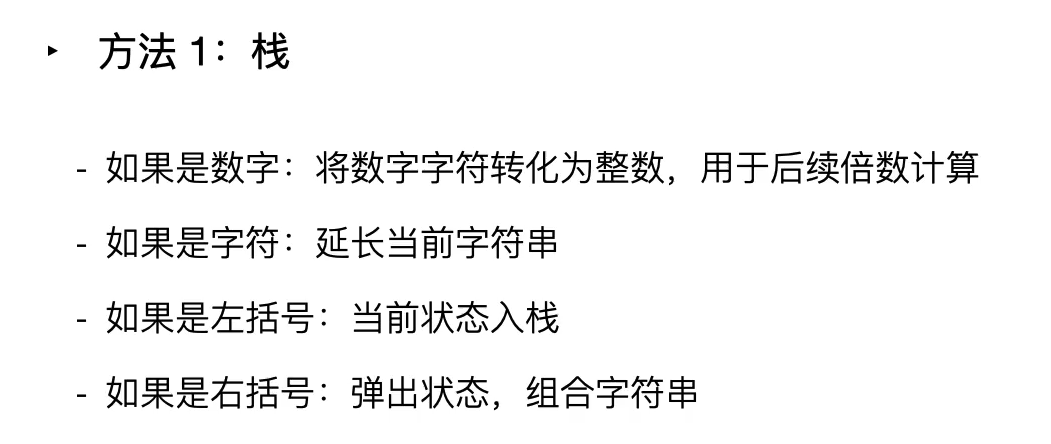 ‣ 方法 1：栈
- 如果是数字：将数字字符转化为整数，用于后续倍数计算
- 如果是字符：延长当前字符串
- 如果是左括号：当前状态入栈
- 如果是右括号：弹出状态，组合字符串